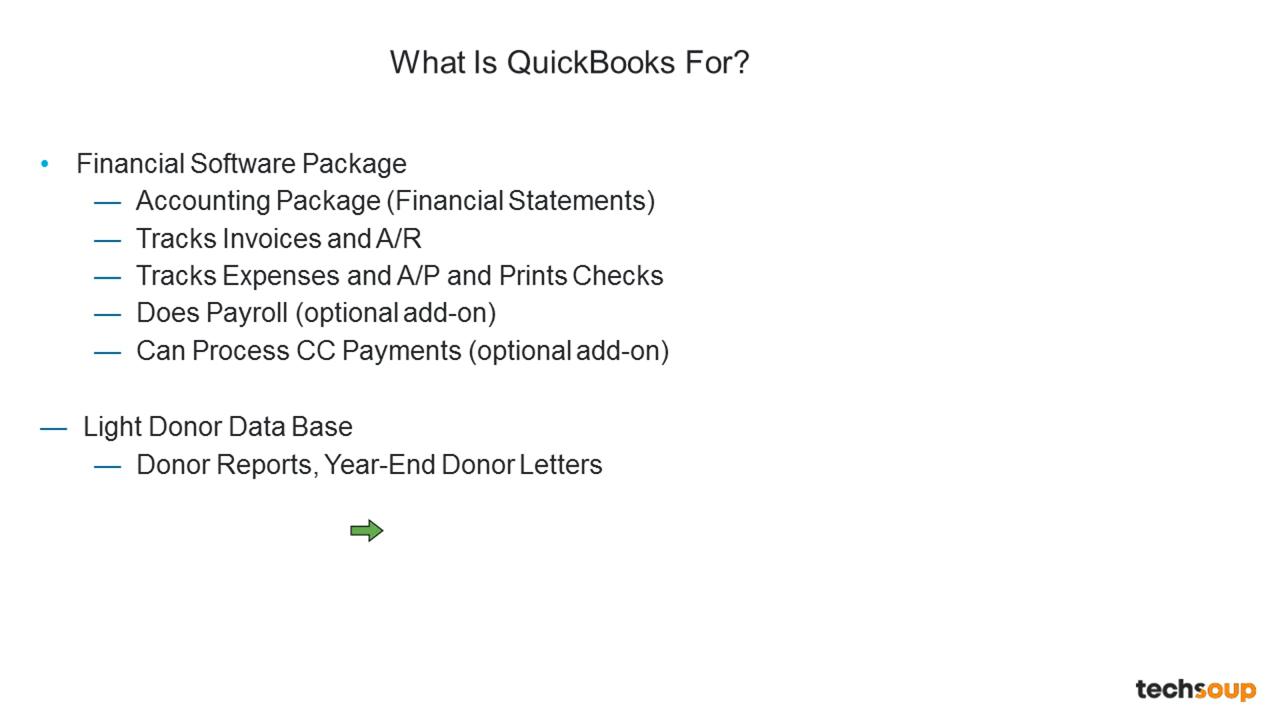 What Is QuickBooks For?
• Financial Software Package
— Accounting Package (Financial Statements)
— Tracks Invoices and A/R
— Tracks Expenses and A/P and Prints Checks
— Does Payroll (optional add-on)
— Can Process CC Payments (optional add-on)
— Light Donor Data Base
— Donor Reports, Year-End Donor Letters
techsoup